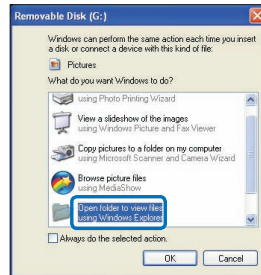 Removable Disk (G:)
Windows can perform the same action each time you insert
a disk or connect a device with this kind of file:
Pictures
What do you want Windows to do?
using Photo Printing Wizard
View a slideshow of the images
using Windows Picture and Fax Viewer
Copy pictures to a folder on my computer
using Microsoft Scanner and Camera Wizard
Browse picture files
using MediaShow
Open folder to view files
using Windows Explorer
Always do the selected action.
OK Cancel